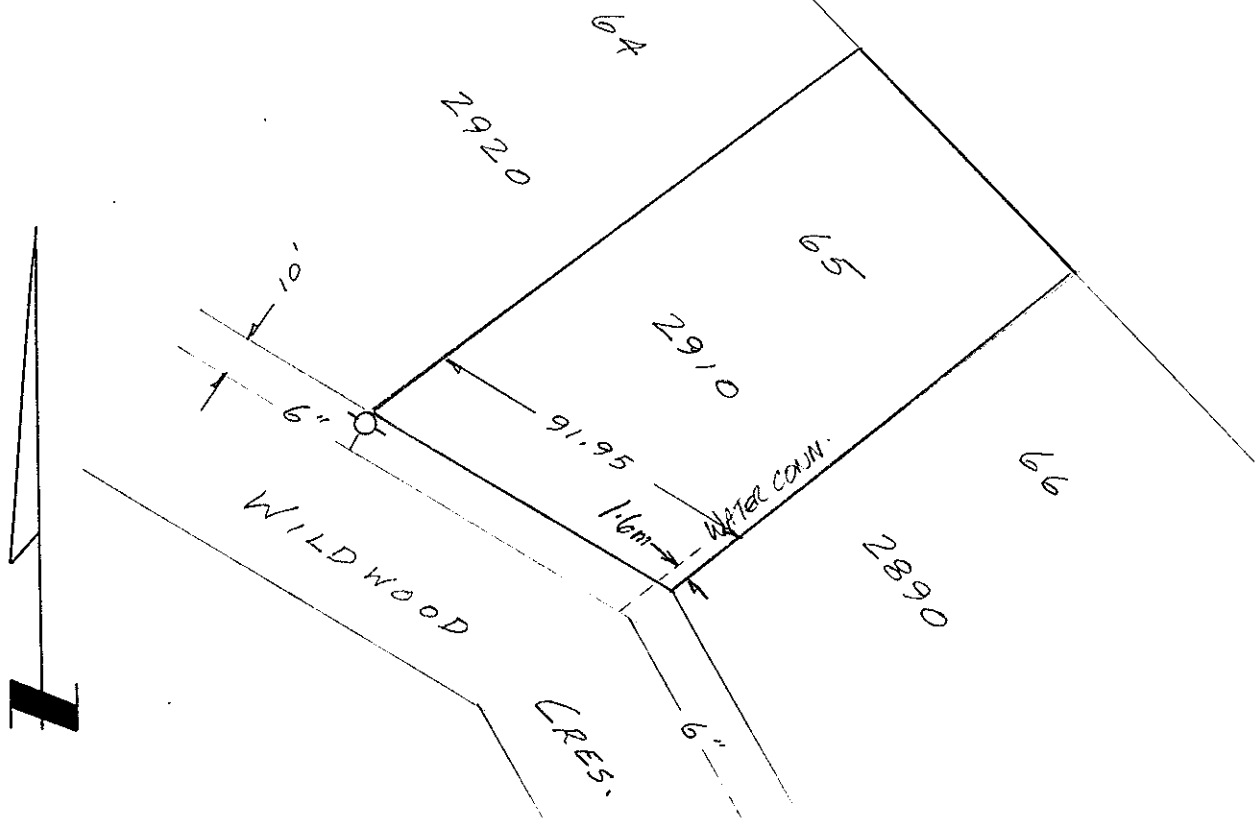 64
2920
65
2910
10'
6"
91.95
1.6m
WATER CONN.
66
2890
WILDWOOD
CRES.
6"
N